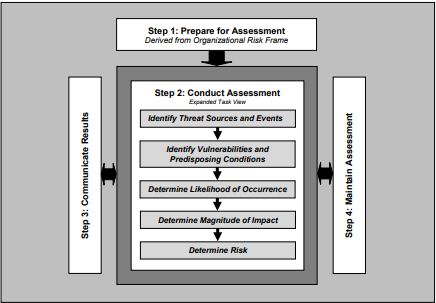 Step 1: Prepare for Assessment
Derived from Organizational Risk Frame
Step 2: Conduct Assessment
Expanded Task View
Identify Threat Sources and Events
Identify Vulnerabilities and
Predisposing Conditions
Determine Likelihood of Occurrence
Determine Magnitude of Impact
Determine Risk
Step 3: Communicate Results
Step 4: Maintain Assessment